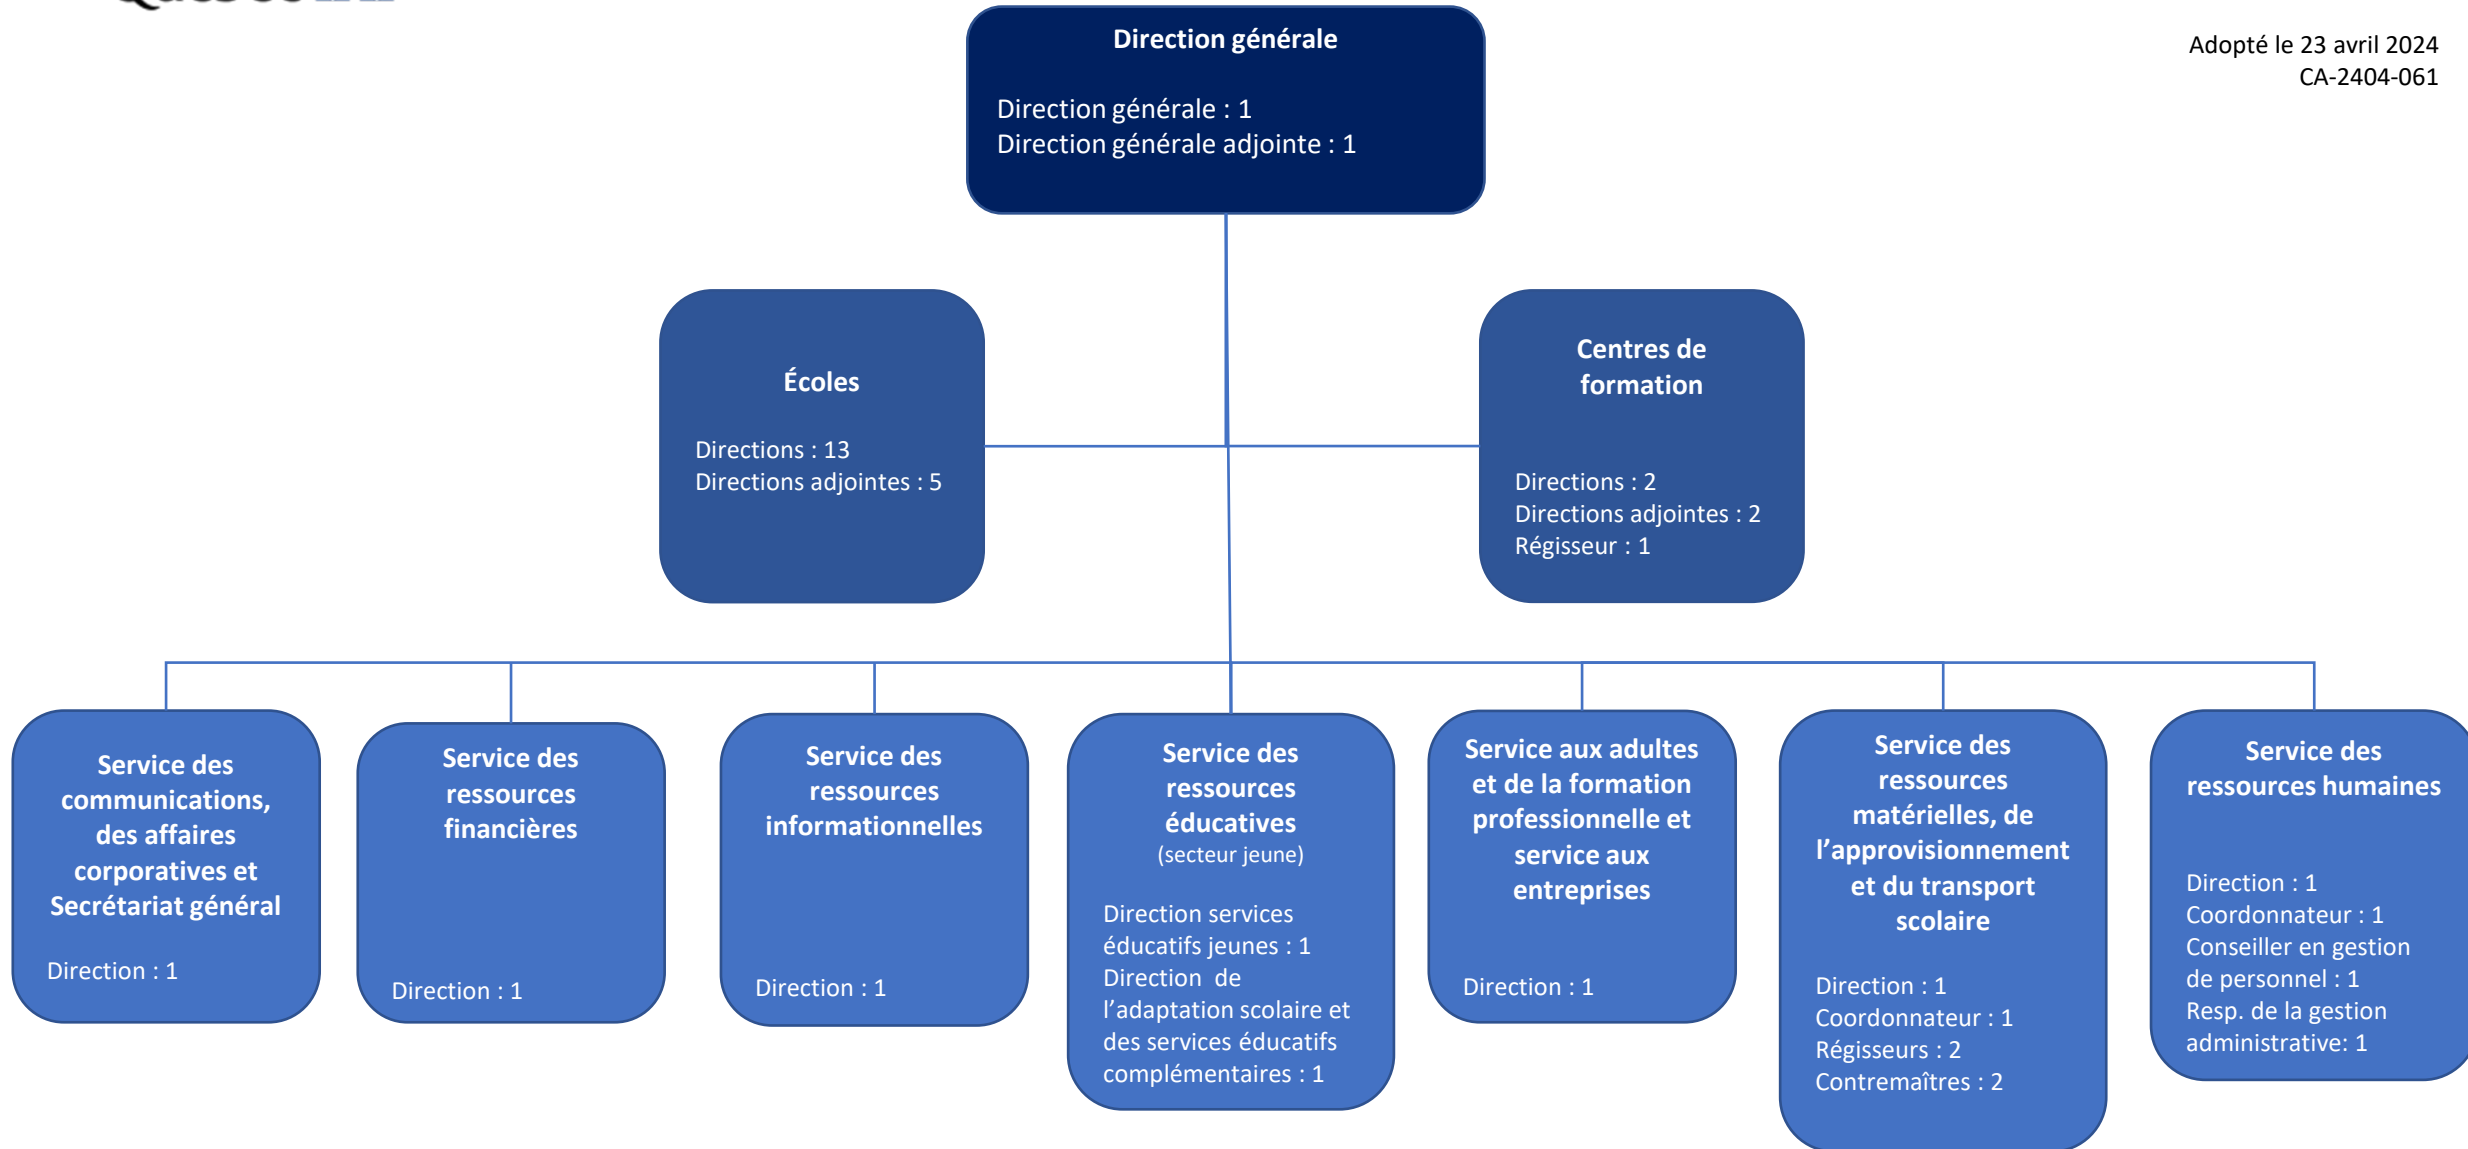 Direction générale
Direction générale : 1
Direction générale adjointe : 1
Adopté le 23 avril 2024
CA-2404-061
Écoles
Directions : 13
Directions adjointes : 5
Centres de
formation
Directions : 2
Directions adjointes : 2
Régisseur : 1
Service des
communications,
des affaires
corporatives et
Secrétariat général
Direction : 1
Service des
ressources
financières
Direction : 1
Service des
ressources
informationnelles
Direction : 1
Service des
ressources
éducatives
(secteur jeune)
Direction services
éducatifs jeunes : 1
Direction  de
l’adaptation scolaire et
des services éducatifs
complémentaires : 1
Service aux adultes
et de la formation
professionnelle et
service aux
entreprises
Direction : 1
Service des
ressources
matérielles, de
l’approvisionnement
et du transport
scolaire
Direction : 1
Coordonnateur : 1
Régisseurs : 2
Contremaîtres : 2
Service des
ressources humaines
Direction : 1
Coordonnateur : 1
Conseiller en gestion
de personnel : 1
Resp. de la gestion
administrative: 1